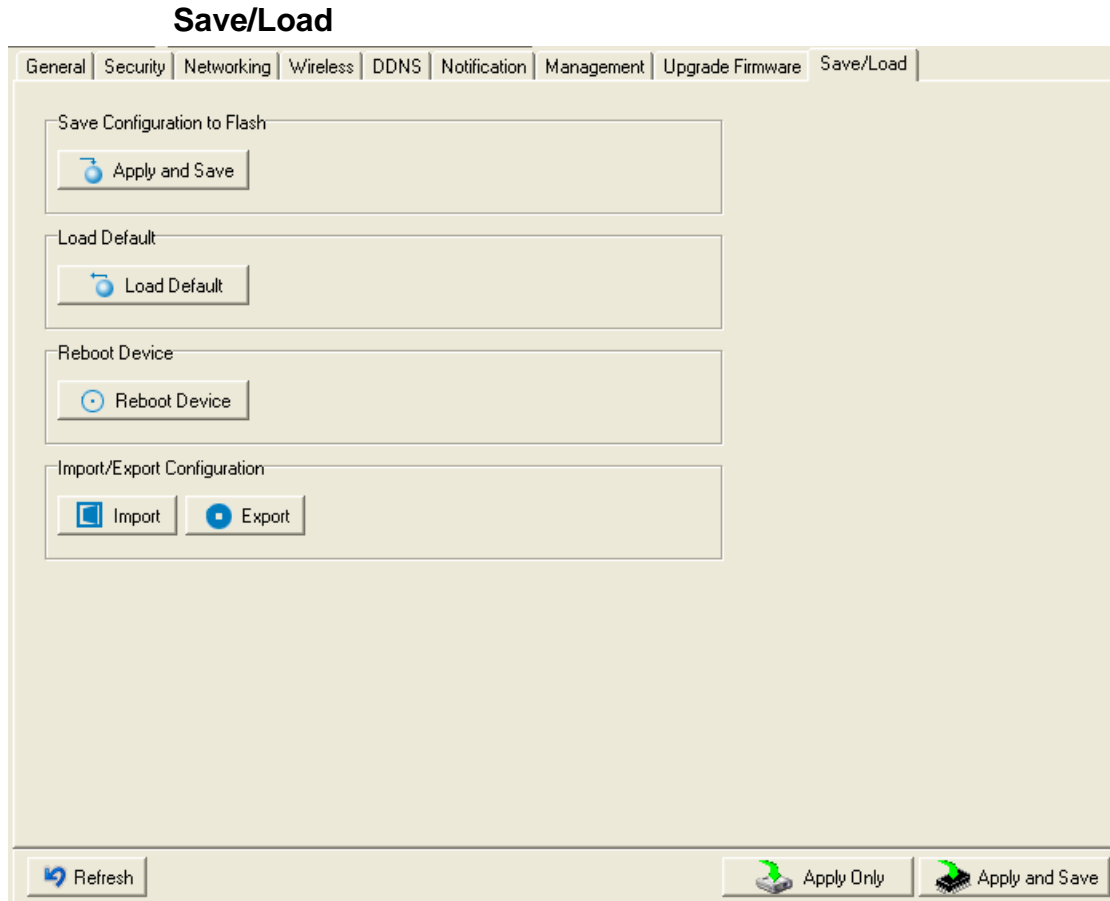 Save/Load
General Security Networking Wireless DDNS Notification Management Upgrade Firmware Save/Load
Save Configuration to Flash
Apply and Save
Load Default
Load Default
Reboot Device
Reboot Device
Import/Export Configuration
Import Export
Refresh Apply Only Apply and Save